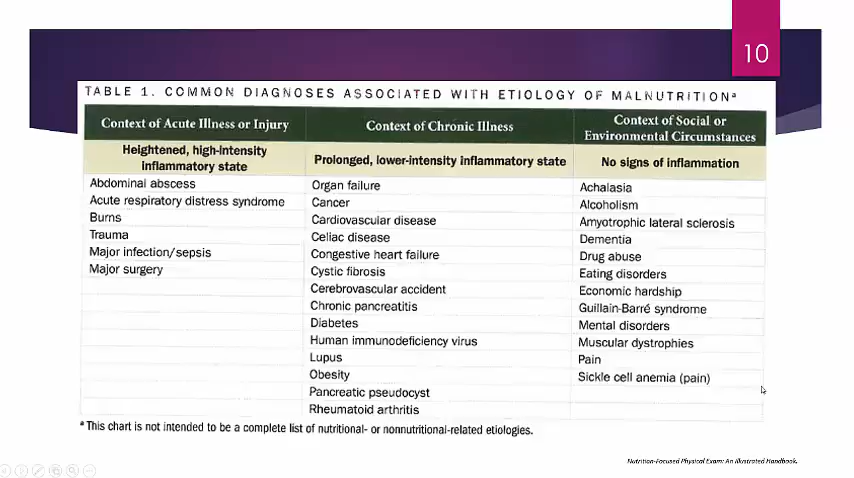 10
TABLE 1. COMMON DIAGNOSES ASSOCIATED WITH ETIOLOGY OF MALNUTRITIONᵃ
Context of Acute Illness or Injury
Heightened, high-intensity
inflammatory state
Abdominal abscess
Acute respiratory distress syndrome
Burns
Trauma
Major infection/sepsis
Major surgery
Context of Chronic Illness
Prolonged, lower-intensity inflammatory state
Organ failure
Cancer
Cardiovascular disease
Celiac disease
Congestive heart failure
Cystic fibrosis
Cerebrovascular accident
Chronic pancreatitis
Diabetes
Human immunodeficiency virus
Lupus
Obesity
Pancreatic pseudocyst
Rheumatoid arthritis
Context of Social or
Environmental Circumstances
No signs of inflammation
Achalasia
Alcoholism
Amyotrophic lateral sclerosis
Dementia
Drug abuse
Eating disorders
Economic hardship
Guillain-Barré syndrome
Mental disorders
Muscular dystrophies
Pain
Sickle cell anemia (pain)
ᵃ This chart is not intended to be a complete list of nutritional- or nonnutritional-related etiologies.
Nutrition-Focused Physical Exam: An Illustrated Handbook.